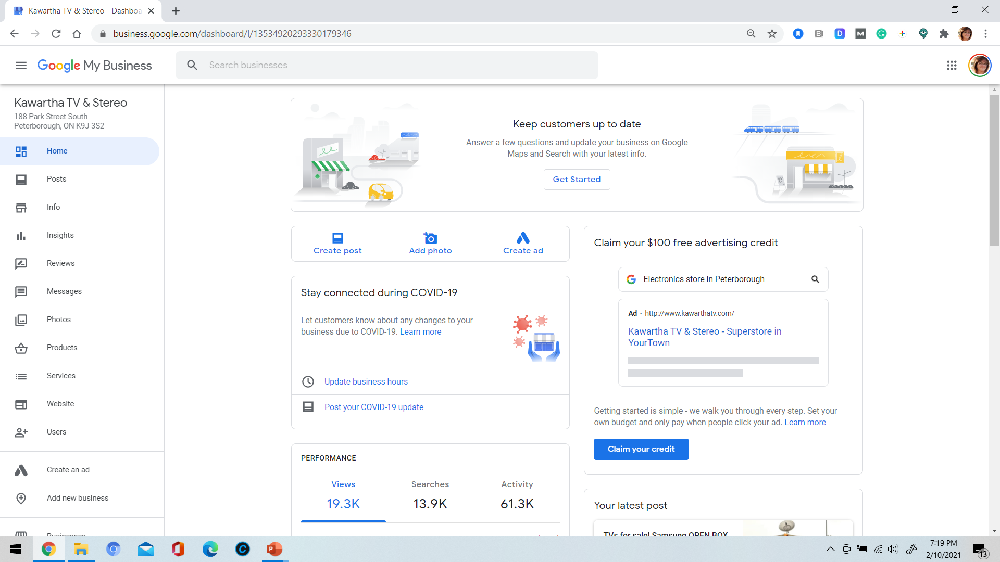 Kawartha TV & Stereo - Dashboa
business.google.com/dashboard/l/13534920293330179346
Google My Business
Search businesses
Kawartha TV & Stereo
188 Park Street South
Peterborough, ON K9J 3S2
Home
Posts
Info
Insights
Reviews
Messages
Photos
Products
Services
Website
Users
Create an ad
Add new business
Businesses
Keep customers up to date
Answer a few questions and update your business on Google
Maps and Search with your latest info.
Get Started
Create post
Add photo
Create ad
Stay connected during COVID-19
Let customers know about any changes to your
business due to COVID-19. Learn more
Update business hours
Post your COVID-19 update
PERFORMANCE
Views
Searches
Activity
19.3K
13.9K
61.3K
Claim your $100 free advertising credit
Electronics store in Peterborough
Ad · http://www.kawarthatv.com/
Kawartha TV & Stereo - Superstore in
YourTown
Getting started is simple - we walk you through every step. Set your
own budget and only pay when people click your ad. Learn more
Claim your credit
Your latest post
TVs for sale! Samsung OPEN BOX
7:19 PM
2/10/2021
13